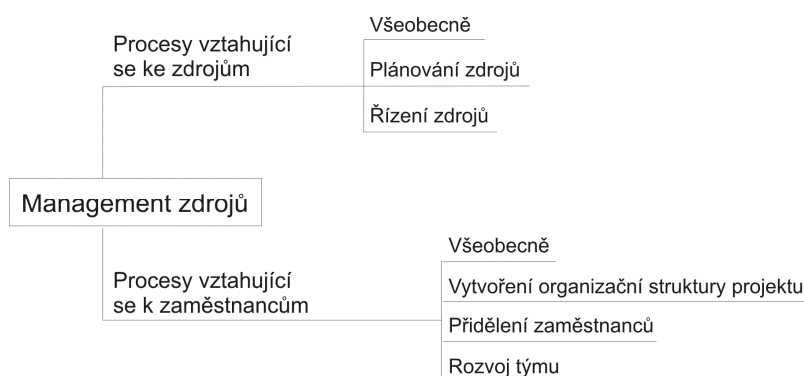 Všeobecně
Procesy vztahující
se ke zdrojům
Plánování zdrojů
Řízení zdrojů
Management zdrojů
Všeobecně
Procesy vztahující
se k zaměstnancům
Vytvoření organizační struktury projektu
Přidělení zaměstnanců
Rozvoj týmu